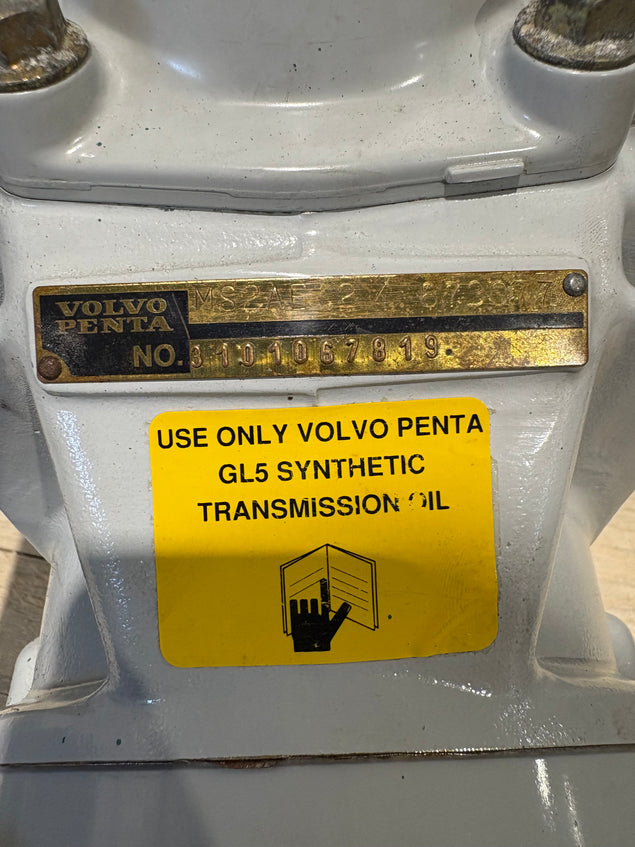 VOLVO
PENTA
NO. 3101067819
USE ONLY VOLVO PENTA
GL5 SYNTHETIC
TRANSMISSION OIL